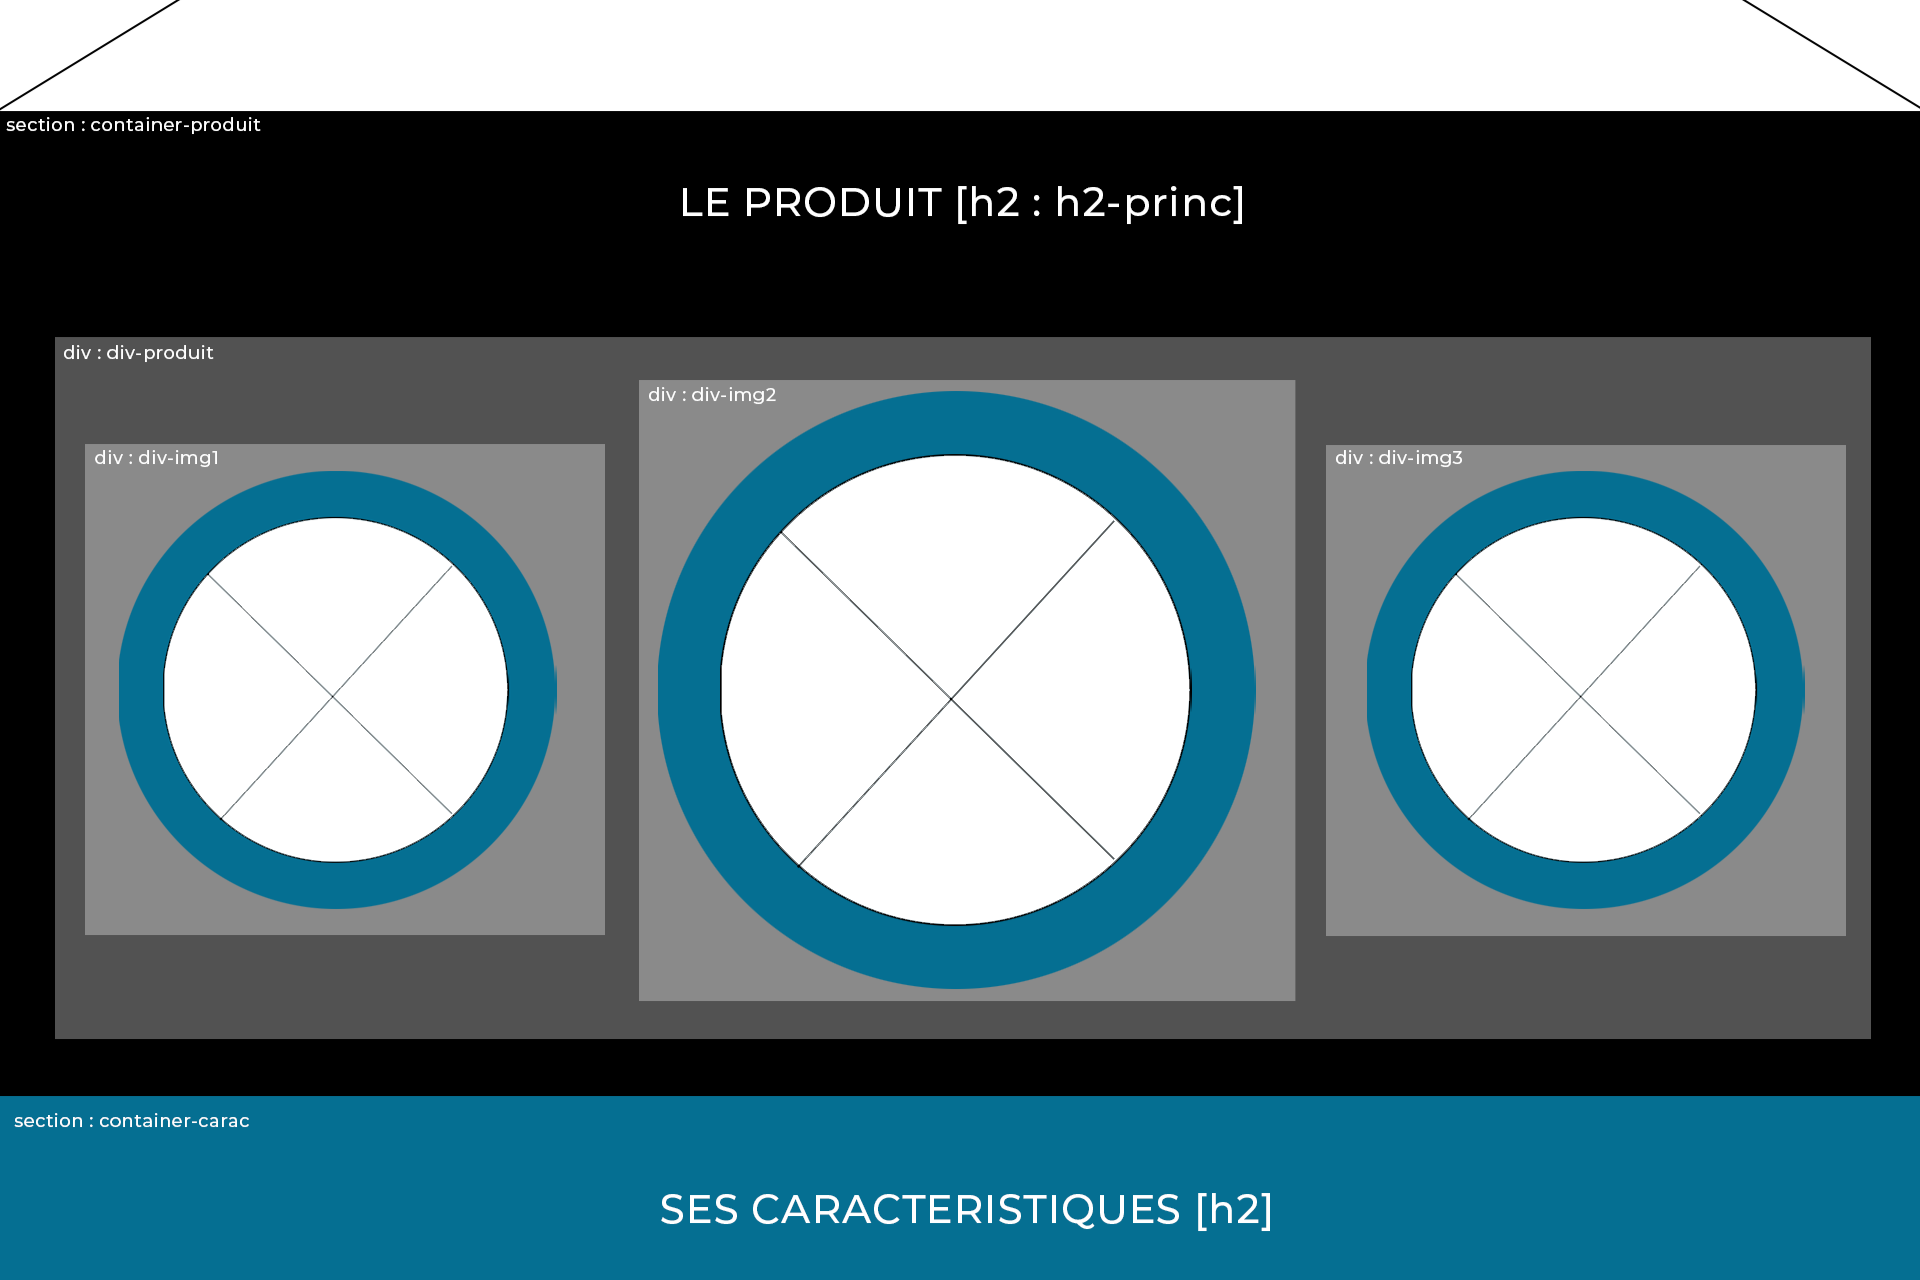 section : container-produit
LE PRODUIT [h2 : h2-princ]
div : div-produit
div : div-img2
div : div-img1
div : div-img3
section : container-carac
SES CARACTERISTIQUES [h2]